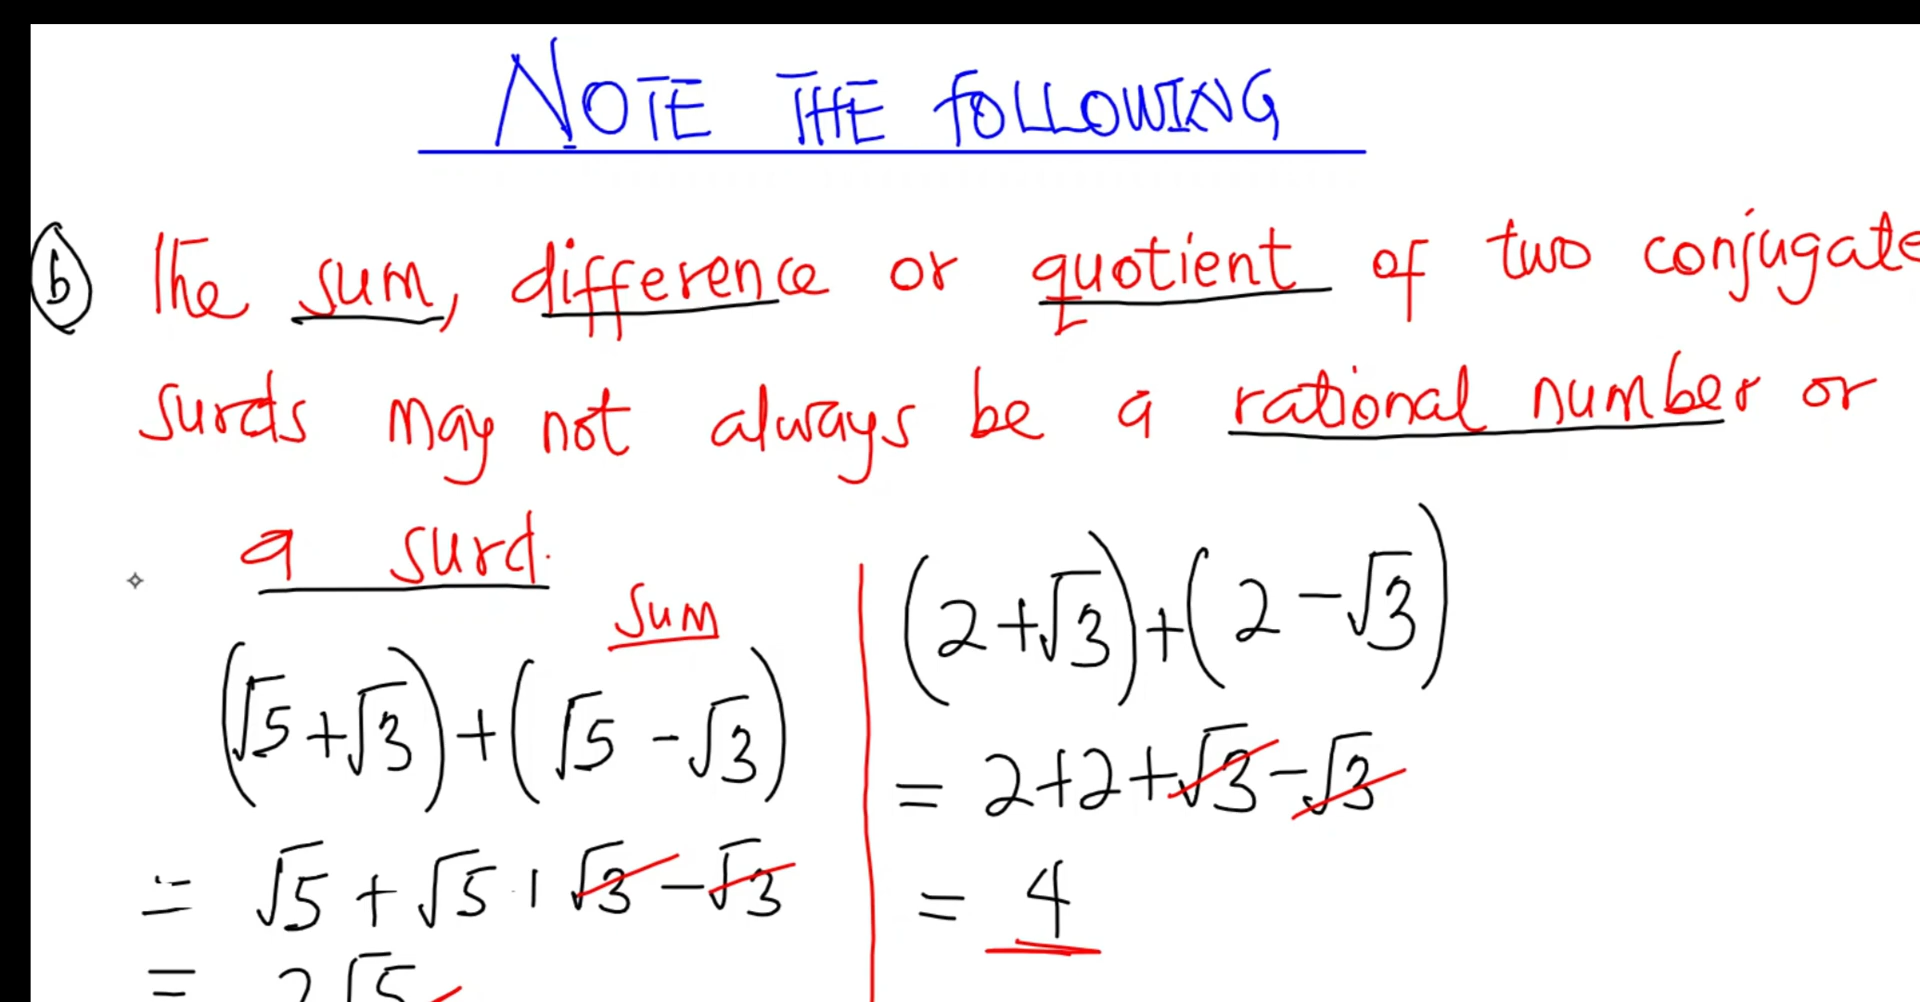 NOTE THE FOLLOWING
(b) The sum, difference or quotient of two conjugate
surds may not always be a rational number or
a surd.
Sum
(√5+√3)+(√5-√3)
= √5+√5+√3-√3
= 2√5
(2+√3)+(2-√3)
= 2+2+√3-√3
= 4